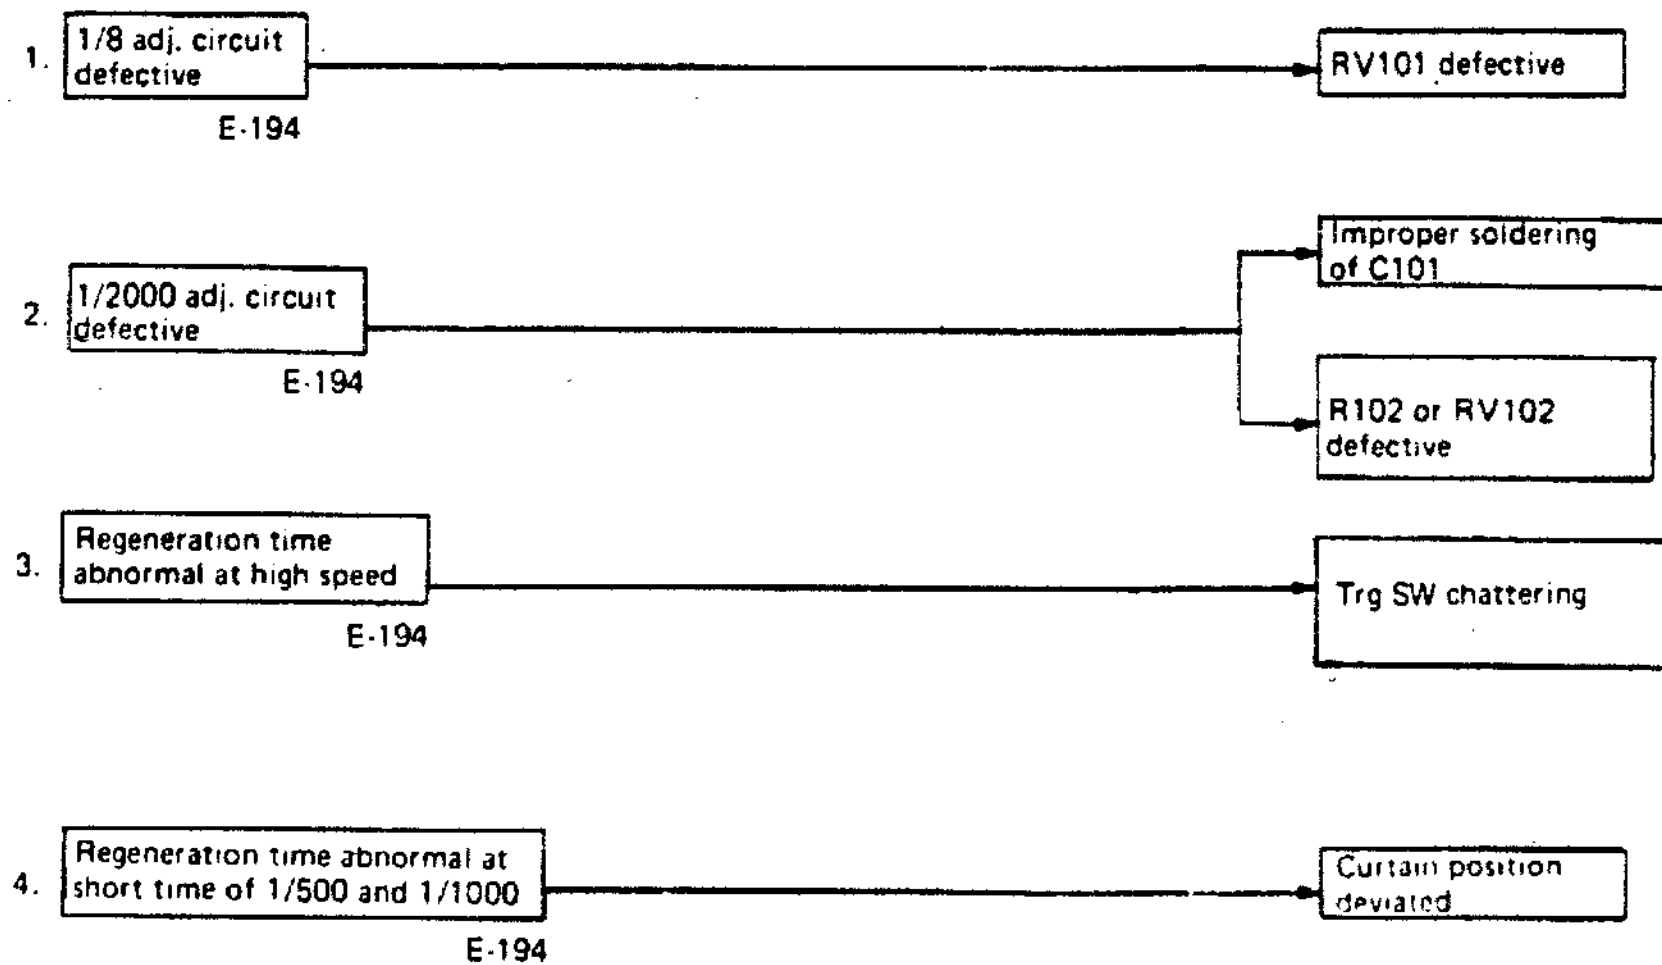 1.
1/8 adj. circuit
defective
E-194
RV101 defective
2.
1/2000 adj. circuit
defective
E-194
Improper soldering
of C101
R102 or RV102
defective
3.
Regeneration time
abnormal at high speed
E-194
Trg SW chattering
4.
Regeneration time abnormal at
short time of 1/500 and 1/1000
E-194
Curtain position
deviated